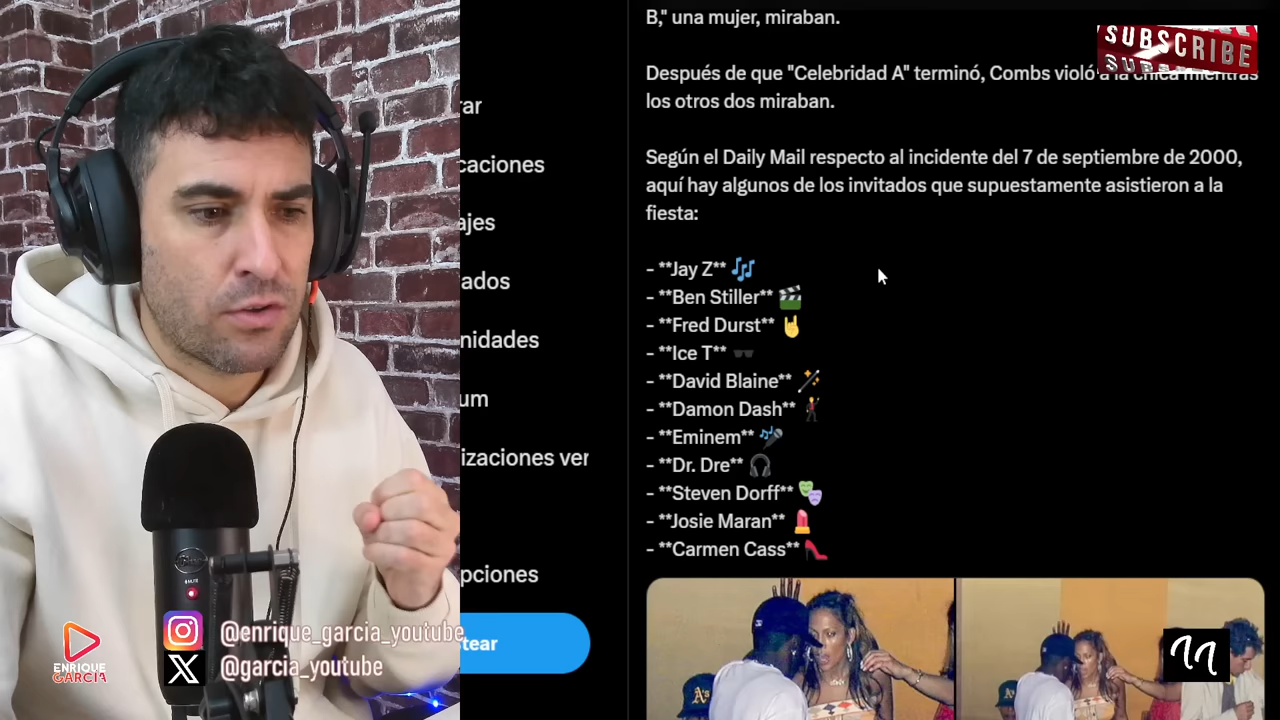 B," una mujer, miraban.
SUBSCRIBE
Después de que "Celebridad A" terminó, Combs violó a la chica mientras
los otros dos miraban.
Según el Daily Mail respecto al incidente del 7 de septiembre de 2000,
aquí hay algunos de los invitados que supuestamente asistieron a la
fiesta:
- **Jay Z** 🎶
- **Ben Stiller** 🎬
- **Fred Durst** 🤘
- **Ice T** 🕶️
- **David Blaine** 🪄
- **Damon Dash** 🕺
- **Eminem** 🎤
- **Dr. Dre** 🎧
- **Steven Dorff** 🎭
- **Josie Maran** 💄
- **Carmen Cass** 👠
rar
caciones
ajes
ados
nidades
um
izaciones ver
pciones
tear
@enrique_garcia_youtube
@garcia_youtube
ENRIQUE
GARCIA
A's